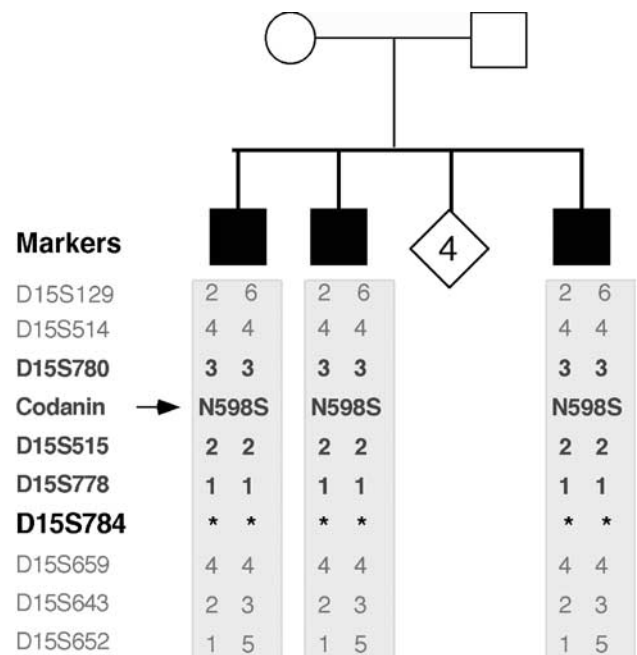 4
Markers
D15S129 2 6 2 6 2 6
D15S514 4 4 4 4 4 4
D15S780 3 3 3 3 3 3
Codanin N598S N598S N598S
D15S515 2 2 2 2 2 2
D15S778 1 1 1 1 1 1
D15S784 * * * * * *
D15S659 4 4 4 4 4 4
D15S643 2 3 2 3 2 3
D15S652 1 5 1 5 1 5